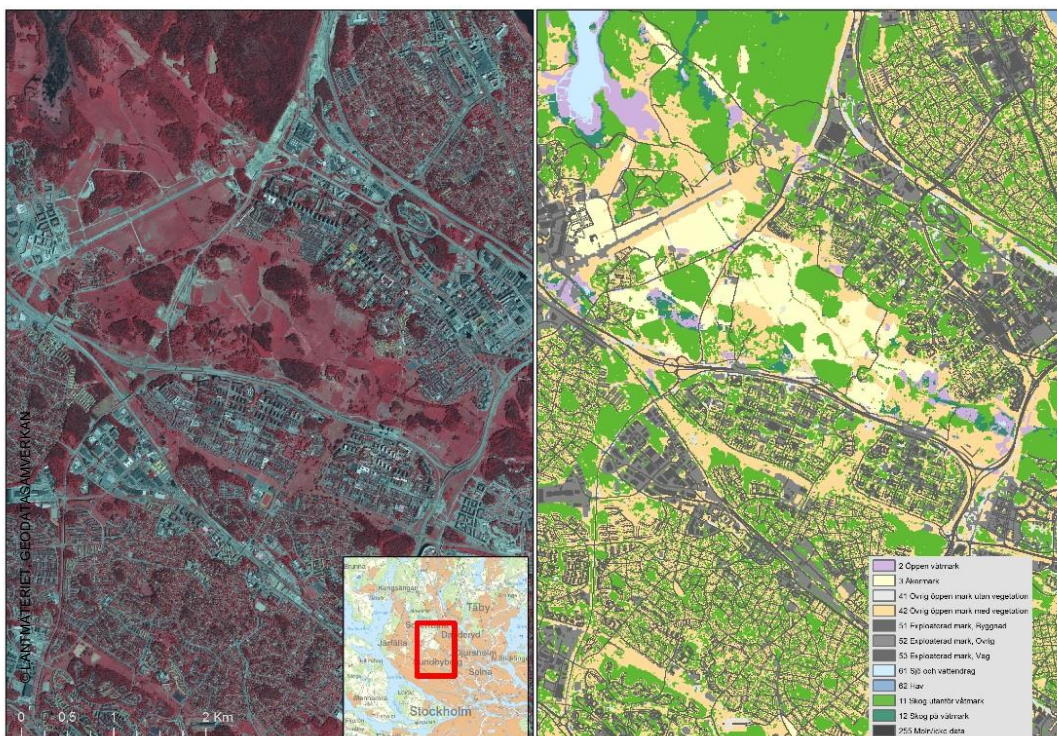 ©LANTMÄTERIET, GEODATASAMVERKAN
0 0,5 1 2 Km
Täby
Danderyd
Järfälla
Djursholm
Sundbyberg
Solna
Stockholm
2 Öppen våtmark
3 Åkermark
41 Övrig öppen mark utan vegetation
42 Övrig öppen mark med vegetation
51 Exploaterad mark, Byggnad
52 Exploaterad mark, Övrig
53 Exploaterad mark, Väg
61 Sjö och vattendrag
62 Hav
11 Skog utanför våtmark
12 Skog på våtmark
255 Moln/icke data